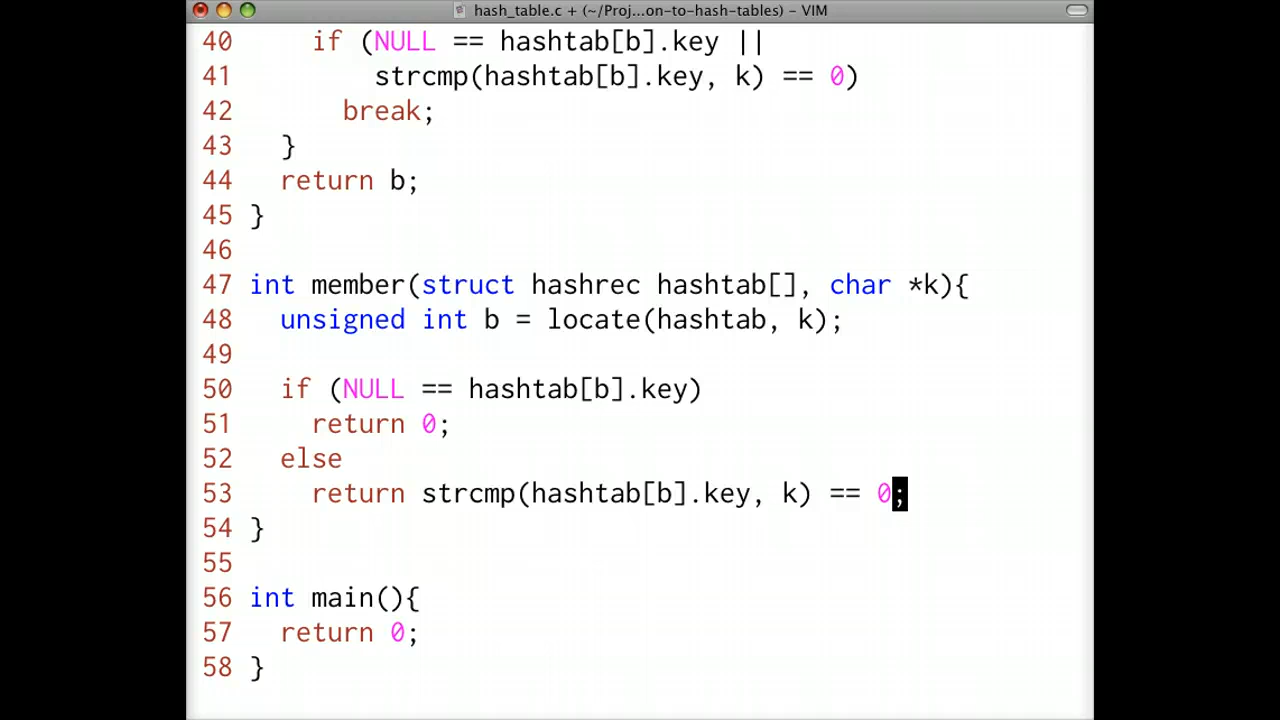 hash_table.c + (~/Proj...on-to-hash-tables) – VIM
40 if (NULL == hashtab[b].key ||
41 strcmp(hashtab[b].key, k) == 0)
42 break;
43 }
44 return b;
45 }
46
47 int member(struct hashrec hashtab[], char *k){
48 unsigned int b = locate(hashtab, k);
49
50 if (NULL == hashtab[b].key)
51 return 0;
52 else
53 return strcmp(hashtab[b].key, k) == 0;
54 }
55
56 int main(){
57 return 0;
58 }